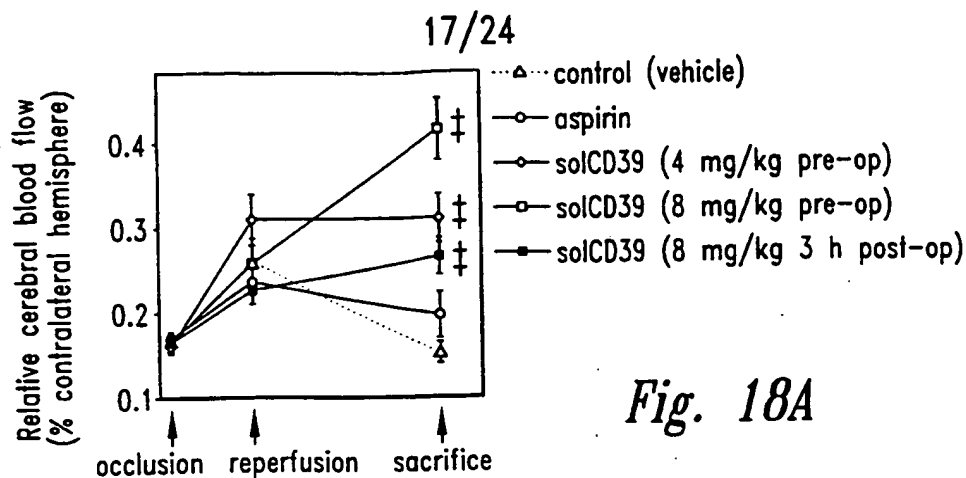 17/24
Relative cerebral blood flow
(% contralateral hemisphere)
0.4
0.3
0.2
0.1
occlusion
reperfusion
sacrifice
control (vehicle)
aspirin
solCD39 (4 mg/kg pre-op)
solCD39 (8 mg/kg pre-op)
solCD39 (8 mg/kg 3 h post-op)
‡
‡
‡
Fig. 18A